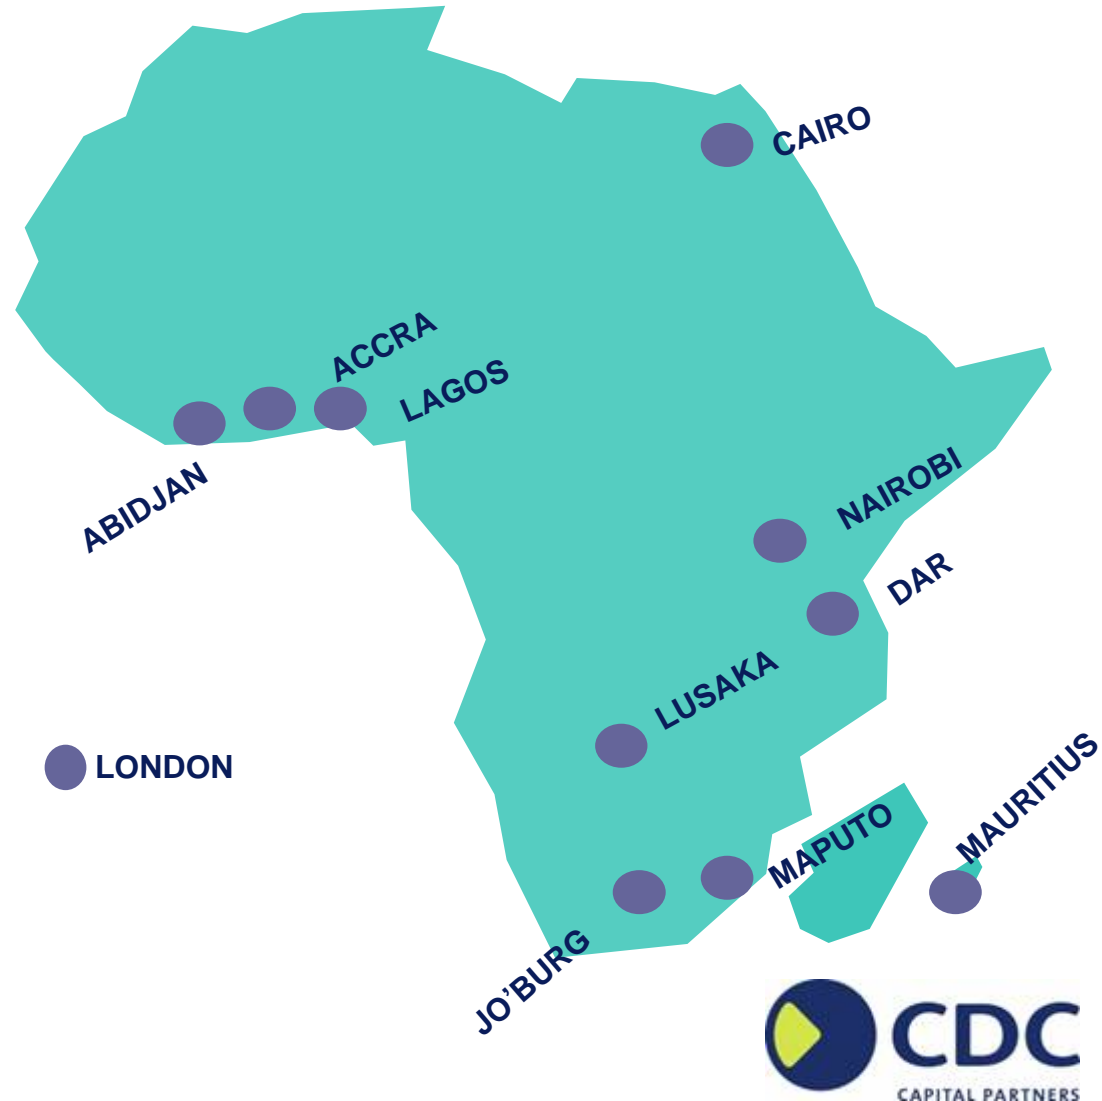 CAIRO
ACCRA
LAGOS
ABIDJAN
NAIROBI
DAR
LUSAKA
LONDON
MAURITIUS
MAPUTO
JO’BURG
CDC
CAPITAL PARTNERS